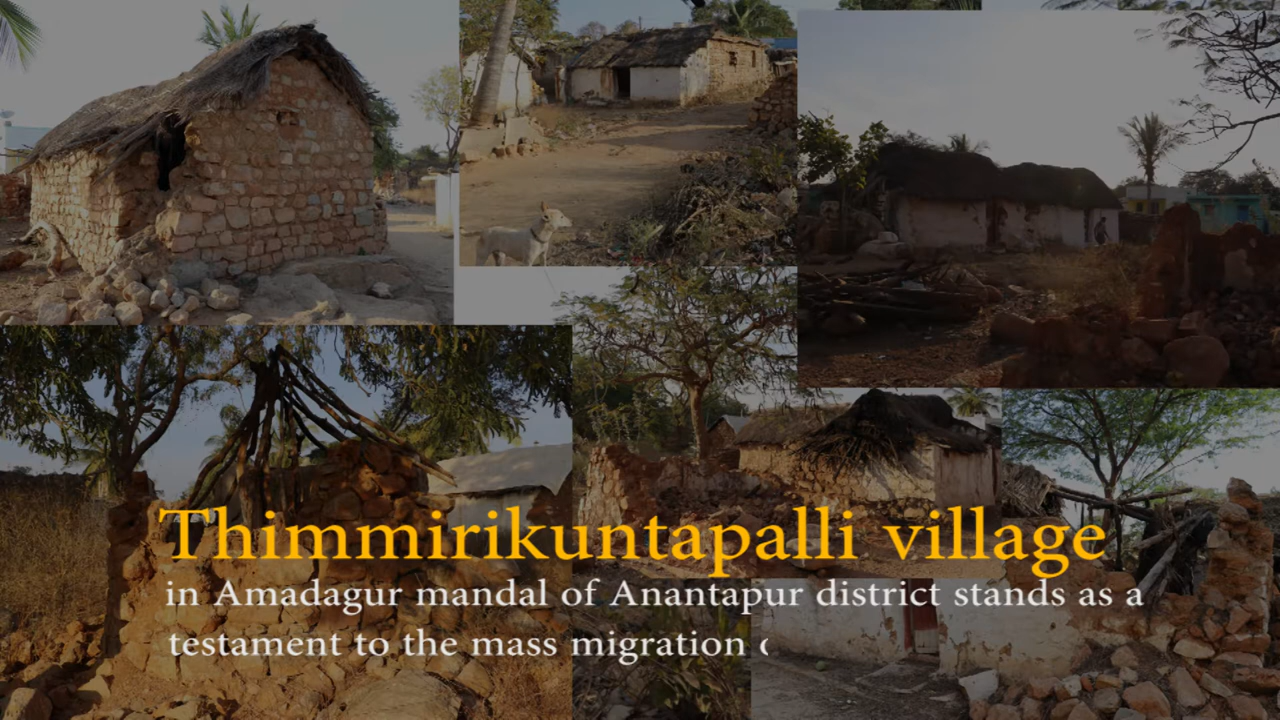 Thimmirikuntapalli village
in Amadagur mandal of Anantapur district stands as a
testament to the mass migration